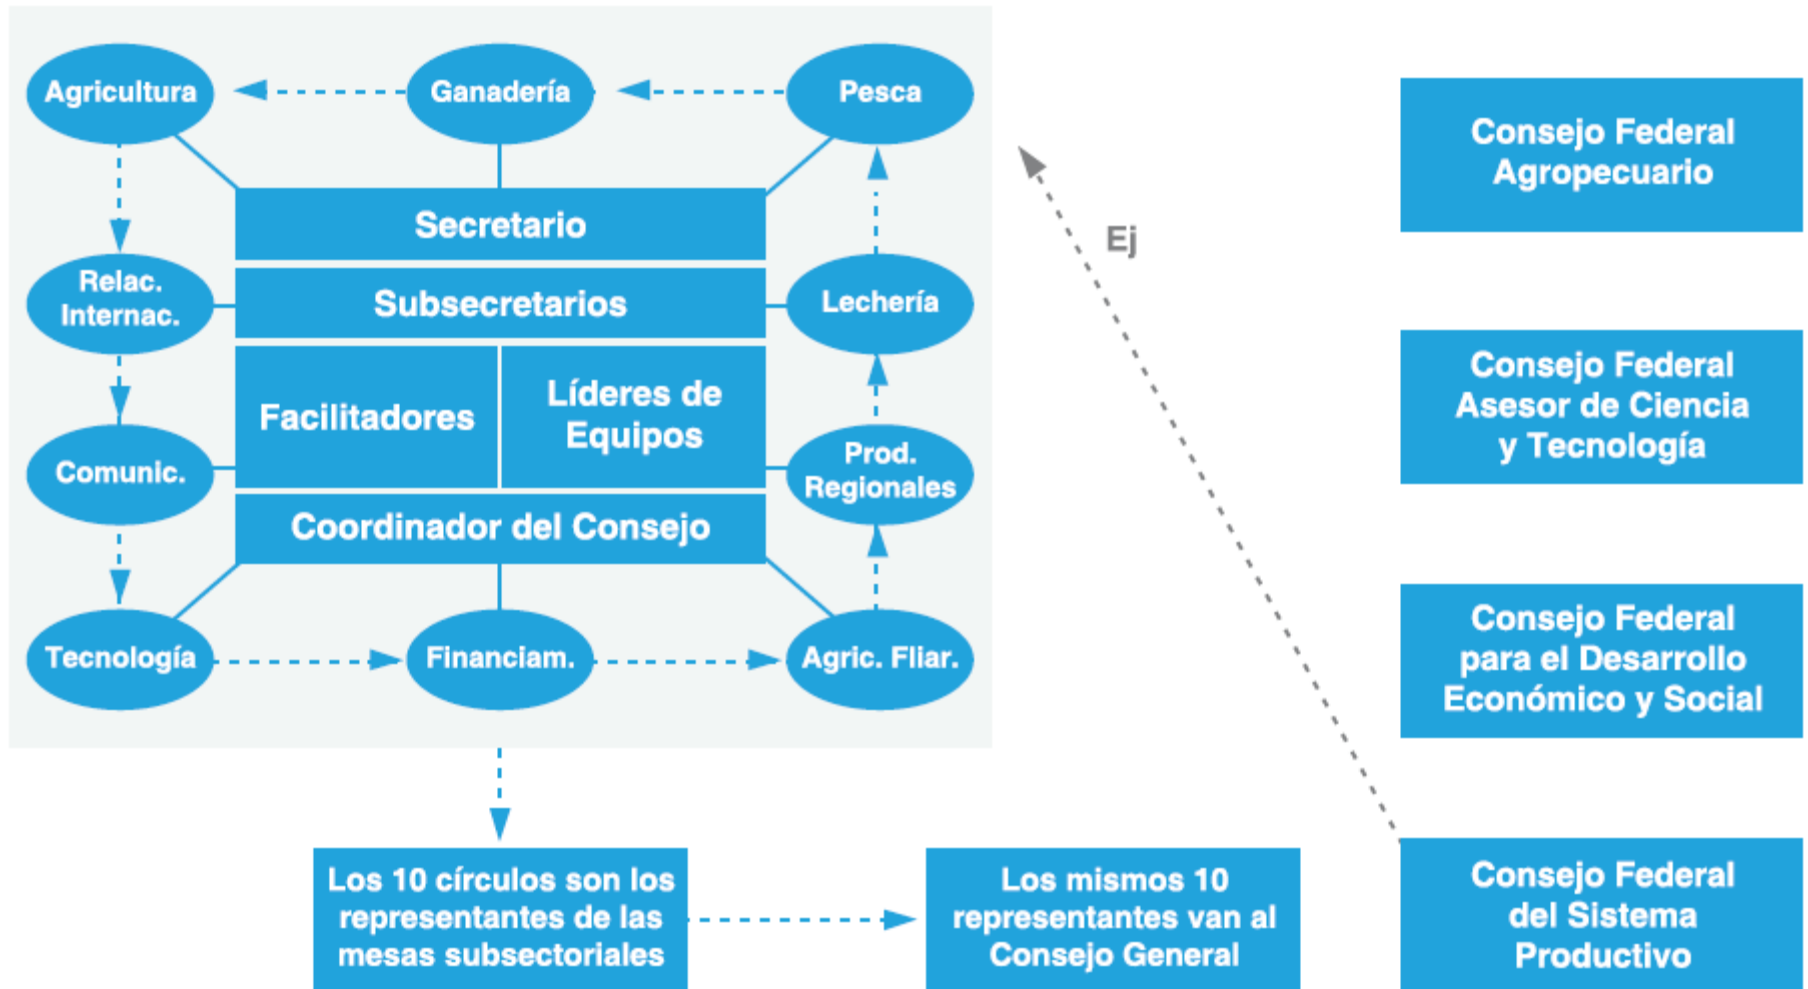 Agricultura
Ganadería
Pesca
Secretario
Relac.
Internac.
Subsecretarios
Lechería
Facilitadores
Líderes de
Equipos
Comunic.
Prod.
Regionales
Coordinador del Consejo
Tecnología
Financiam.
Agric. Fliar.
Los 10 círculos son los
representantes de las
mesas subsectoriales
Los mismos 10
representantes van al
Consejo General
Ej
Consejo Federal
Agropecuario
Consejo Federal
Asesor de Ciencia
y Tecnología
Consejo Federal
para el Desarrollo
Económico y Social
Consejo Federal
del Sistema
Productivo